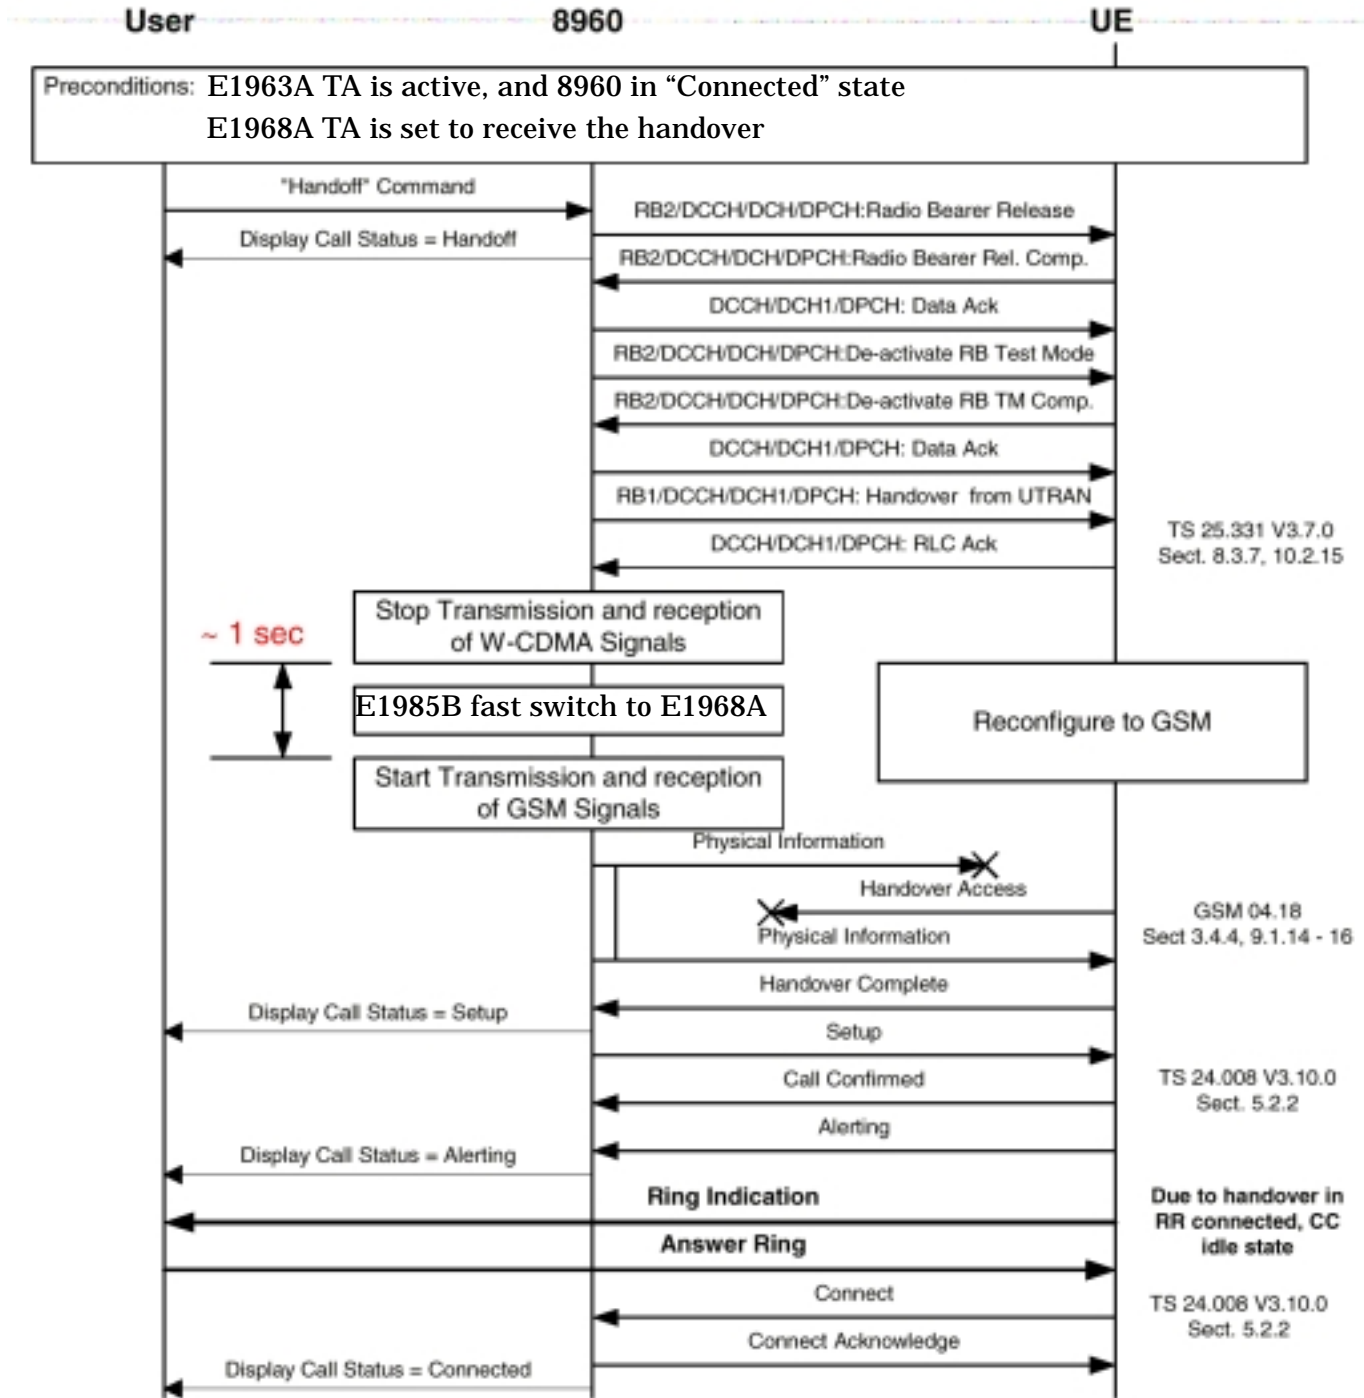 User 8960 UE
Preconditions: E1963A TA is active, and 8960 in “Connected” state
E1968A TA is set to receive the handover
"Handoff" Command
RB2/DCCH/DCH/DPCH:Radio Bearer Release
Display Call Status = Handoff
RB2/DCCH/DCH/DPCH:Radio Bearer Rel. Comp.
DCCH/DCH1/DPCH: Data Ack
RB2/DCCH/DCH/DPCH:De-activate RB Test Mode
RB2/DCCH/DCH/DPCH:De-activate RB TM Comp.
DCCH/DCH1/DPCH: Data Ack
RB1/DCCH/DCH1/DPCH: Handover from UTRAN
DCCH/DCH1/DPCH: RLC Ack
TS 25.331 V3.7.0
Sect. 8.3.7, 10.2.15
Stop Transmission and reception
of W-CDMA Signals
~ 1 sec
E1985B fast switch to E1968A
Reconfigure to GSM
Start Transmission and reception
of GSM Signals
Physical Information
Handover Access
GSM 04.18
Sect 3.4.4, 9.1.14 - 16
Physical Information
Handover Complete
Display Call Status = Setup
Setup
Call Confirmed
TS 24.008 V3.10.0
Sect. 5.2.2
Alerting
Display Call Status = Alerting
Ring Indication
Due to handover in
RR connected, CC
idle state
Answer Ring
Connect
TS 24.008 V3.10.0
Sect. 5.2.2
Connect Acknowledge
Display Call Status = Connected